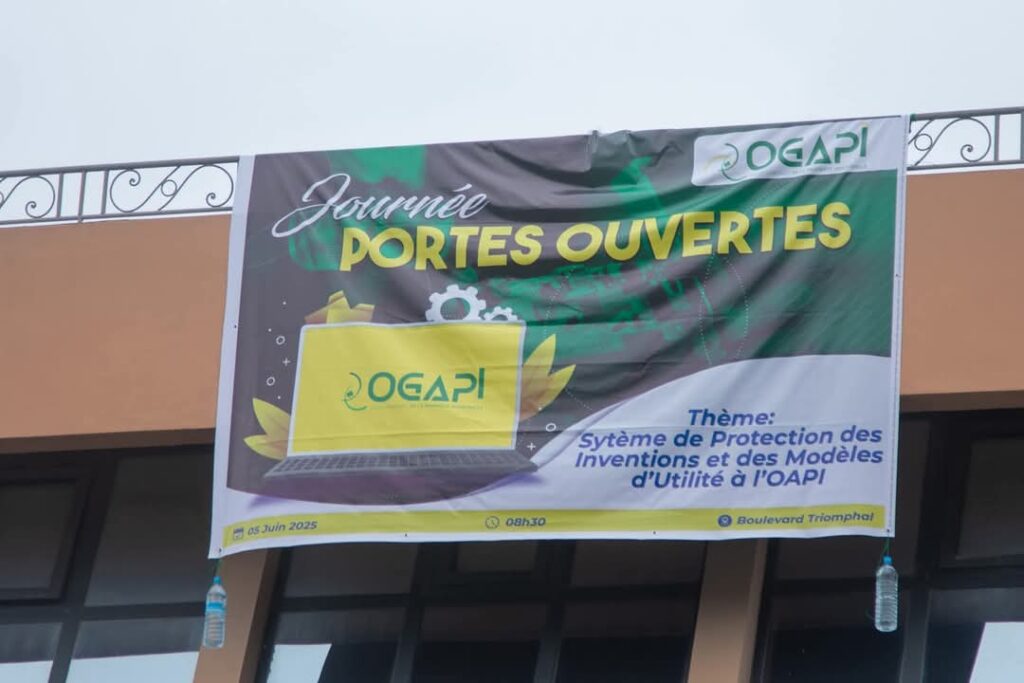 OGAPI
Journée
PORTES OUVERTES
OGAPI
Thème:
Sytème de Protection des
Inventions et des Modèles
d'Utilité à l'OAPI
05 Juin 2025
08h30
Boulevard Triomphal